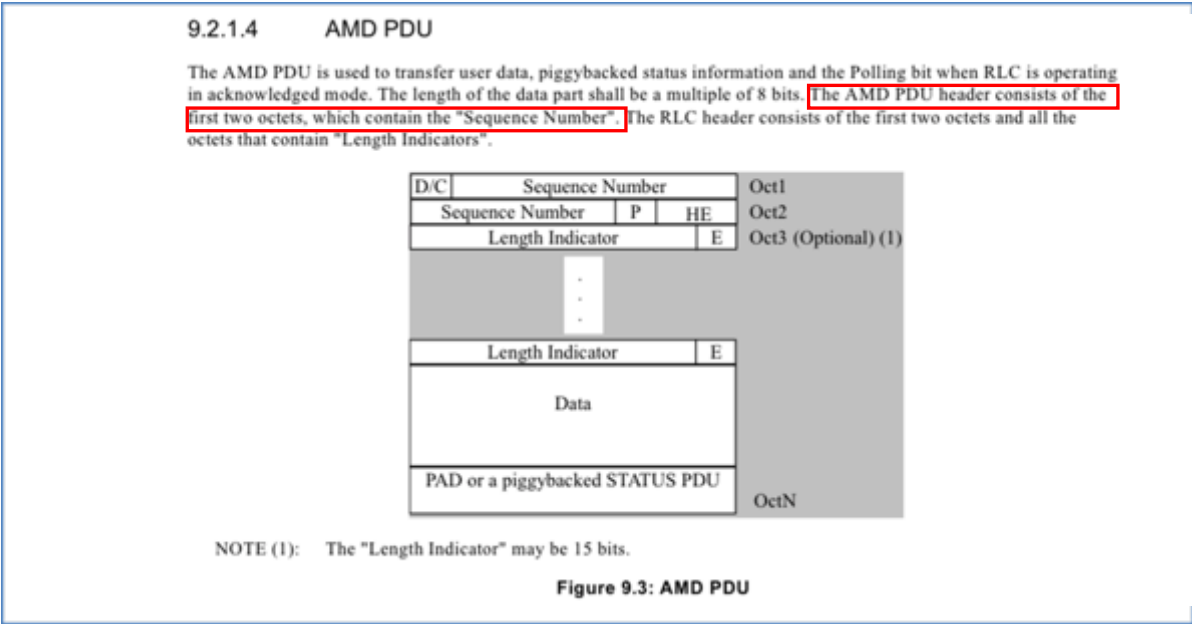 9.2.1.4 AMD PDU
The AMD PDU is used to transfer user data, piggybacked status information and the Polling bit when RLC is operating
in acknowledged mode. The length of the data part shall be a multiple of 8 bits. The AMD PDU header consists of the
first two octets, which contain the "Sequence Number". The RLC header consists of the first two octets and all the
octets that contain "Length Indicators".
D/C Sequence Number Oct1
Sequence Number P HE Oct2
Length Indicator E Oct3 (Optional) (1)
.
.
.
Length Indicator E
Data
PAD or a piggybacked STATUS PDU
OctN
NOTE (1): The "Length Indicator" may be 15 bits.
Figure 9.3: AMD PDU